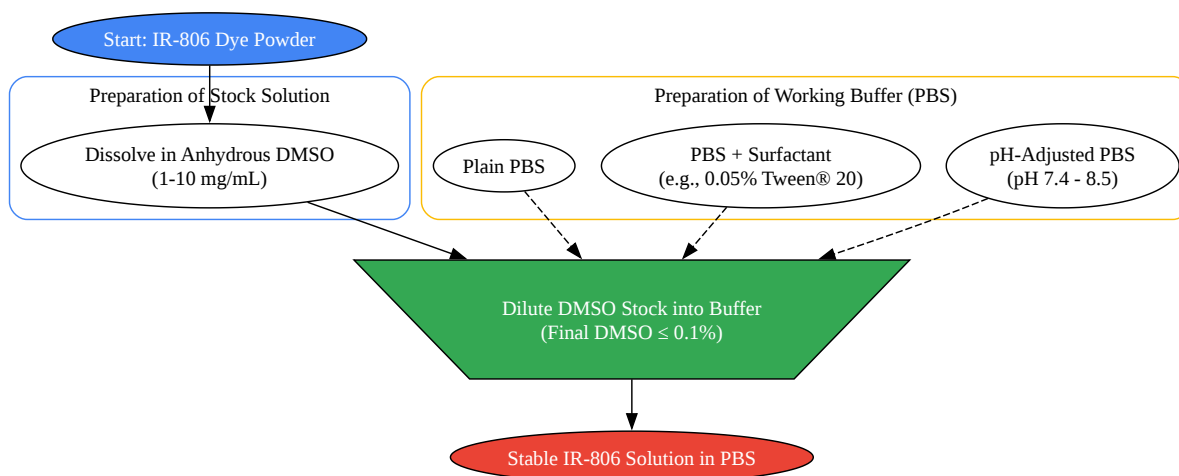 Start: IR-806 Dye Powder
Preparation of Stock Solution
Dissolve in Anhydrous DMSO
(1-10 mg/mL)
Preparation of Working Buffer (PBS)
Plain PBS
PBS + Surfactant
(e.g., 0.05% Tween® 20)
pH-Adjusted PBS
(pH 7.4 - 8.5)
Dilute DMSO Stock into Buffer
(Final DMSO ≤ 0.1%)
Stable IR-806 Solution in PBS